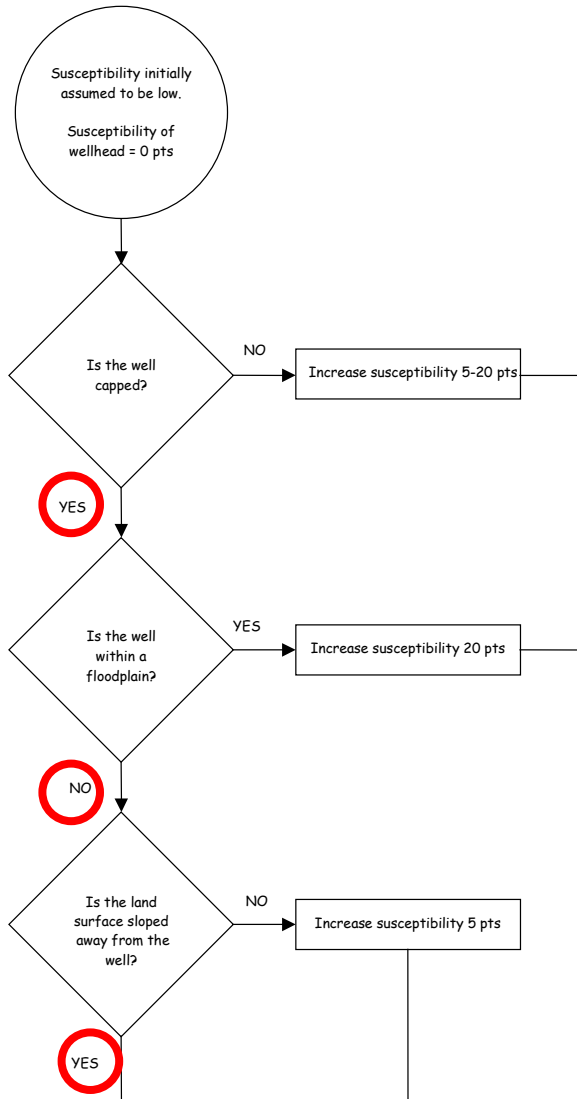 Susceptibility initially
assumed to be low.
Susceptibility of
wellhead = 0 pts
Is the well
capped?
NO
Increase susceptibility 5-20 pts
YES
Is the well
within a
floodplain?
YES
Increase susceptibility 20 pts
NO
Is the land
surface sloped
away from the
well?
NO
Increase susceptibility 5 pts
YES